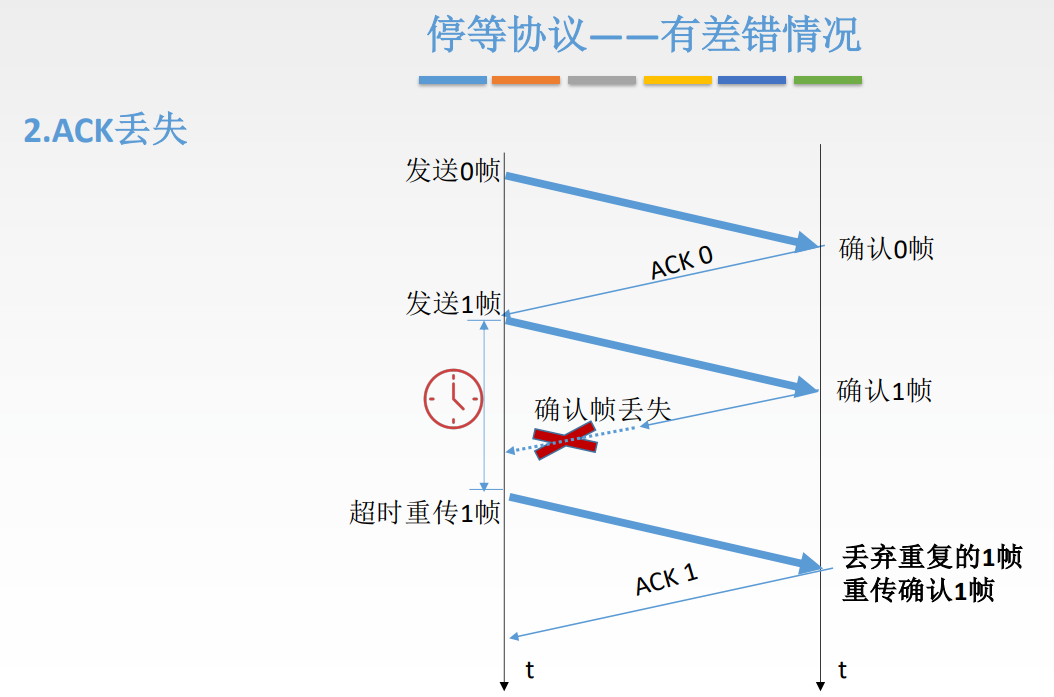 停等协议——有差错情况
2.ACK丢失
发送0帧
确认0帧
ACK 0
发送1帧
确认1帧
确认帧丢失
超时重传1帧
丢弃重复的1帧
重传确认1帧
ACK 1
t
t